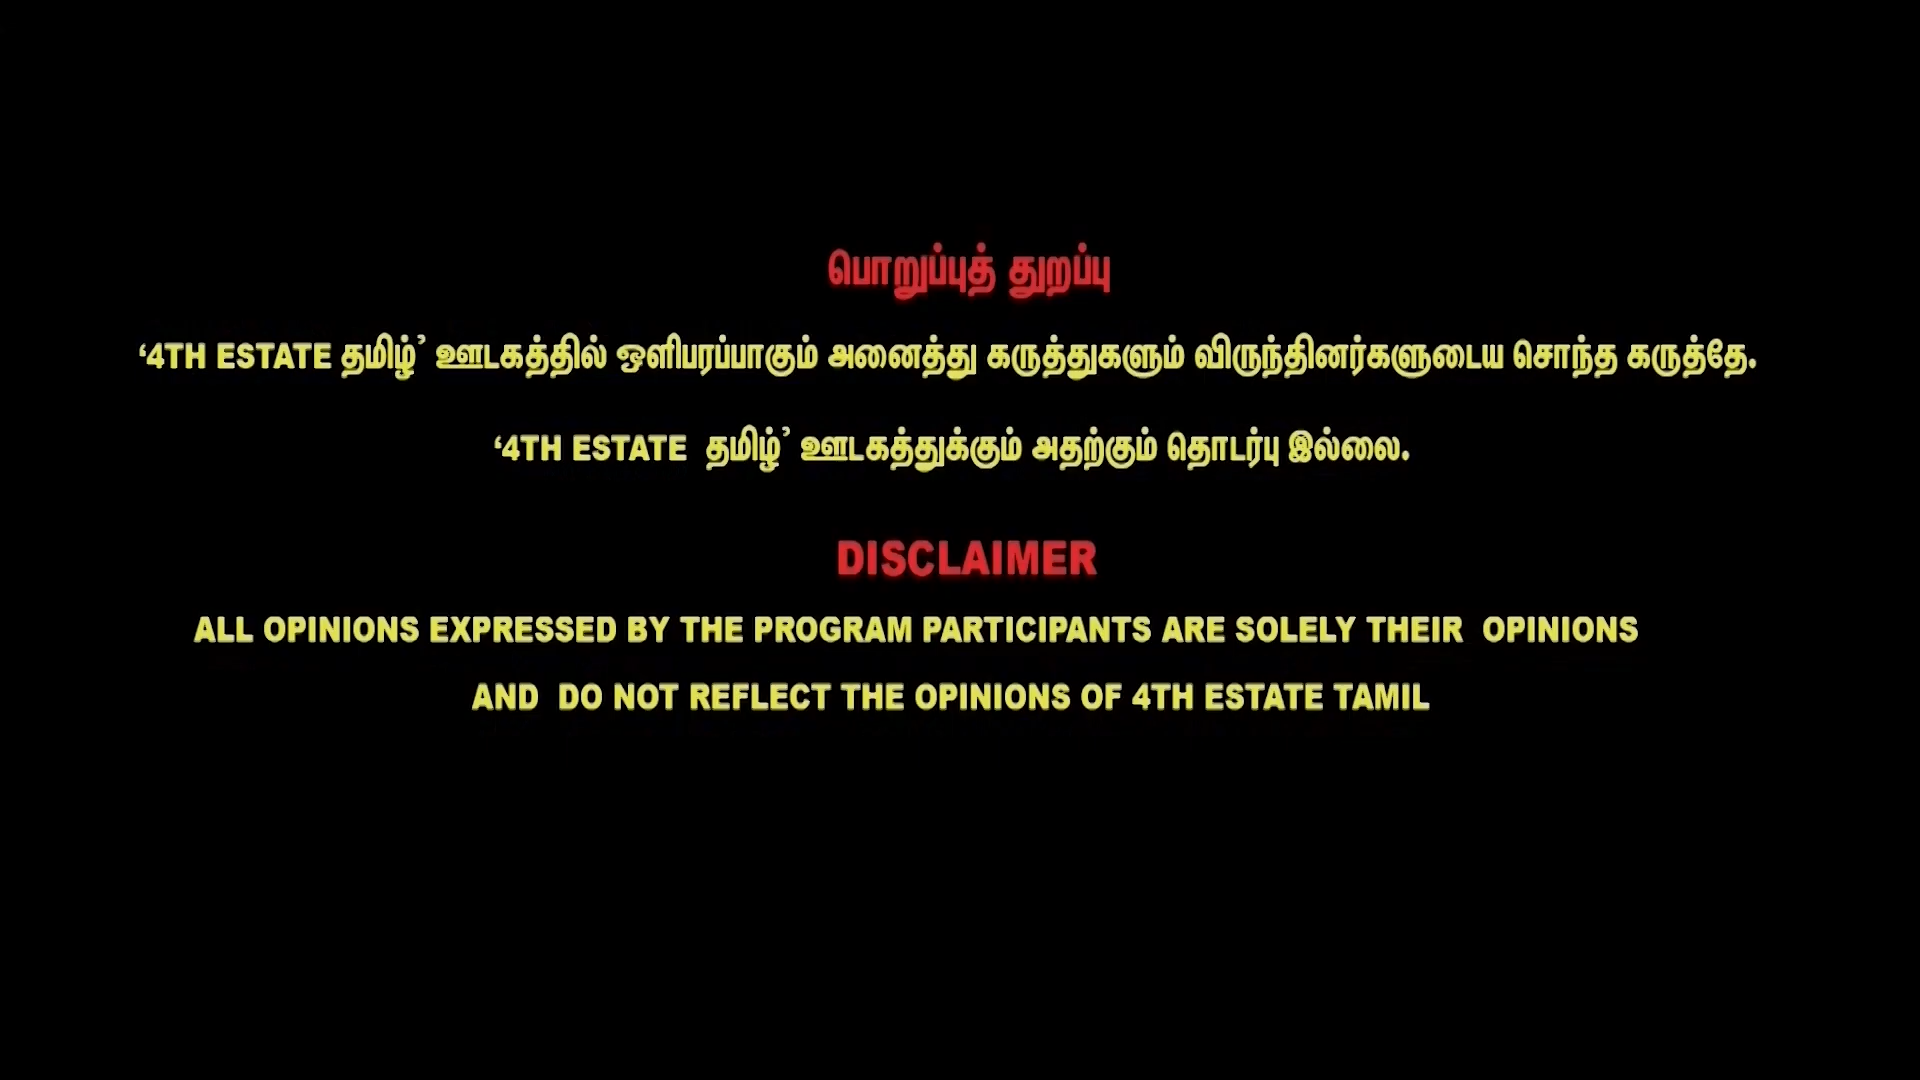 பொறுப்புத் துறப்பு
‘4TH ESTATE தமிழ்’ ஊடகத்தில் ஒளிபரப்பாகும் அனைத்து கருத்துகளும் விருந்தினர்களுடைய சொந்த கருத்தே.
‘4TH ESTATE தமிழ்’ ஊடகத்துக்கும் அதற்கும் தொடர்பு இல்லை.
DISCLAIMER
ALL OPINIONS EXPRESSED BY THE PROGRAM PARTICIPANTS ARE SOLELY THEIR OPINIONS
AND DO NOT REFLECT THE OPINIONS OF 4TH ESTATE TAMIL